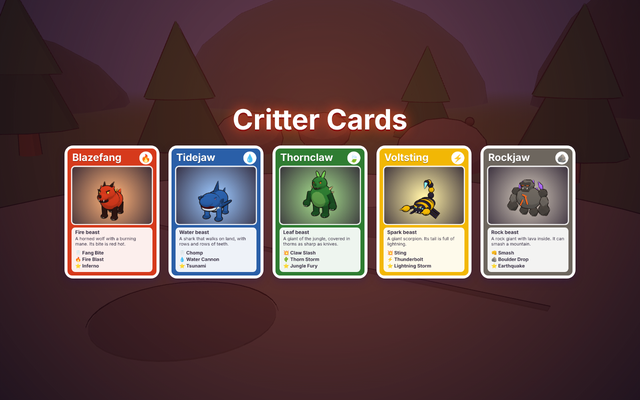 Critter Cards
Blazefang
Fire beast
A horned wolf with a burning
mane. Its bite is red hot.
Fang Bite
Fire Blast
Inferno
Tidejaw
Water beast
A shark that walks on land, with
rows and rows of teeth.
Chomp
Water Cannon
Tsunami
Thornclaw
Leaf beast
A giant of the jungle, covered in
thorns as sharp as knives.
Claw Slash
Thorn Storm
Jungle Fury
Voltsting
Spark beast
A giant scorpion. Its tail is full of
lightning.
Sting
Thunderbolt
Lightning Storm
Rockjaw
Rock beast
A rock giant with lava inside. It can
smash a mountain.
Smash
Boulder Drop
Earthquake